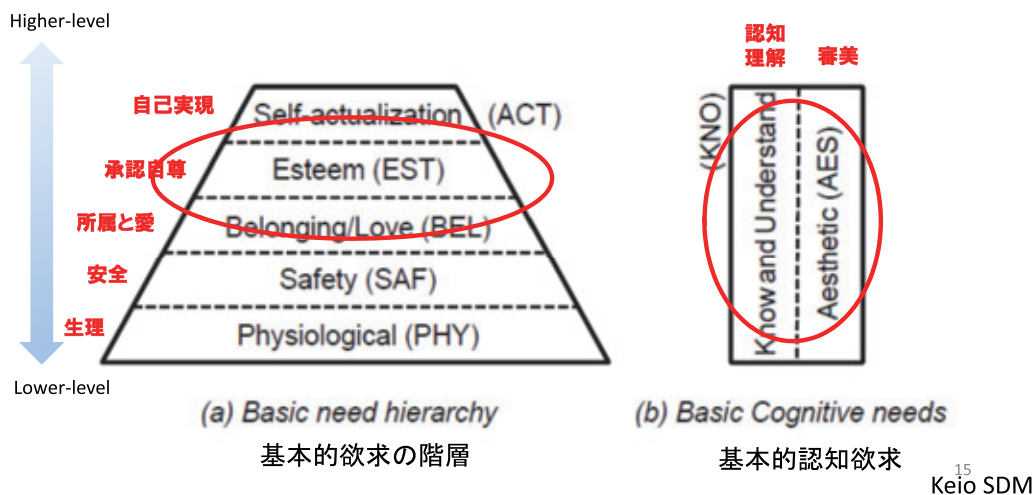 Higher-level
認知
理解
審美
自己実現
Self-actualization (ACT)
承認自尊
Esteem (EST)
所属と愛
Belonging/Love (BEL)
安全
Safety (SAF)
生理
Physiological (PHY)
Lower-level
(KNO)
Know and Understand
Aesthetic (AES)
(a) Basic need hierarchy
基本的欲求の階層
(b) Basic Cognitive needs
基本的認知欲求
15
Keio SDM